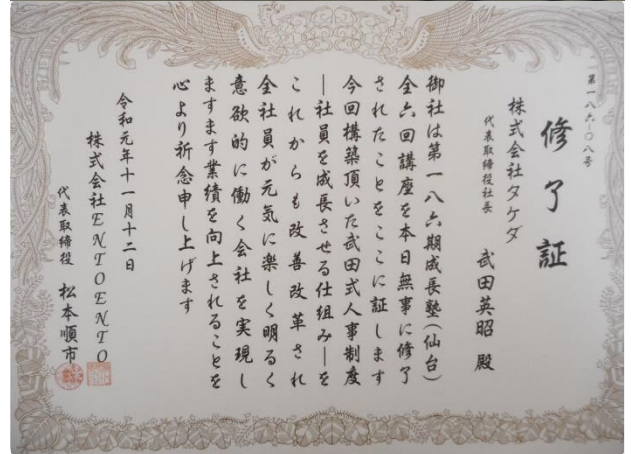 第一八六-〇八号
修了証
株式会社タケダ
代表取締役社長 武田英昭 殿
御社は第一八六期成長塾(仙台)
全六回講座を本日無事に修了
されたことをここに証します
今回構築頂いた武田式人事制度
―社員を成長させる仕組み―を
これからも改善改革され
全社員が元気に楽しく明るく
意欲的に働く会社を実現し
ますます業績を向上されることを
心より祈念申し上げます
令和元年十一月十二日
株式会社ENTOENTO
代表取締役 松本順市